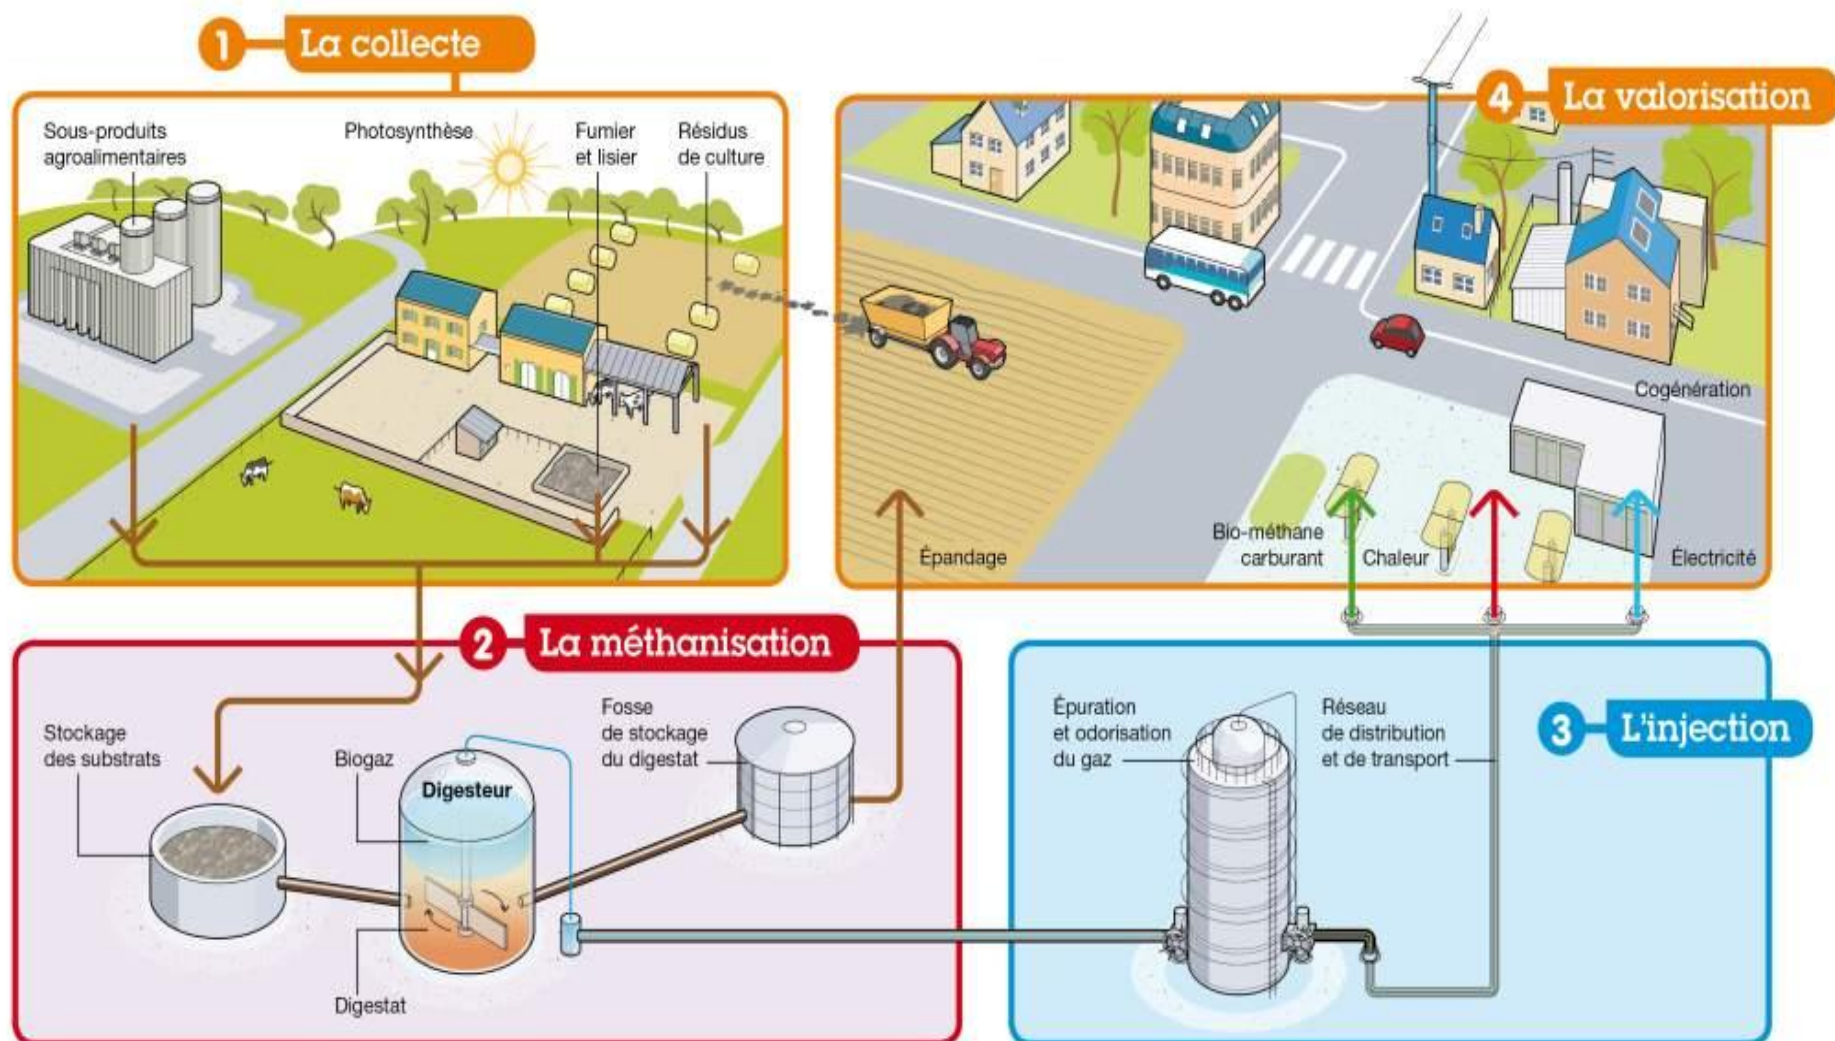 1 La collecte
Sous-produits
agroalimentaires
Photosynthèse
Fumier
et lisier
Résidus
de culture
4 La valorisation
Cogénération
Épandage
Bio-méthane
carburant
Chaleur
Électricité
2 La méthanisation
Stockage
des substrats
Biogaz
Digesteur
Digestat
Fosse
de stockage
du digestat
3 L'injection
Épuration
et odorisation
du gaz
Réseau
de distribution
et de transport